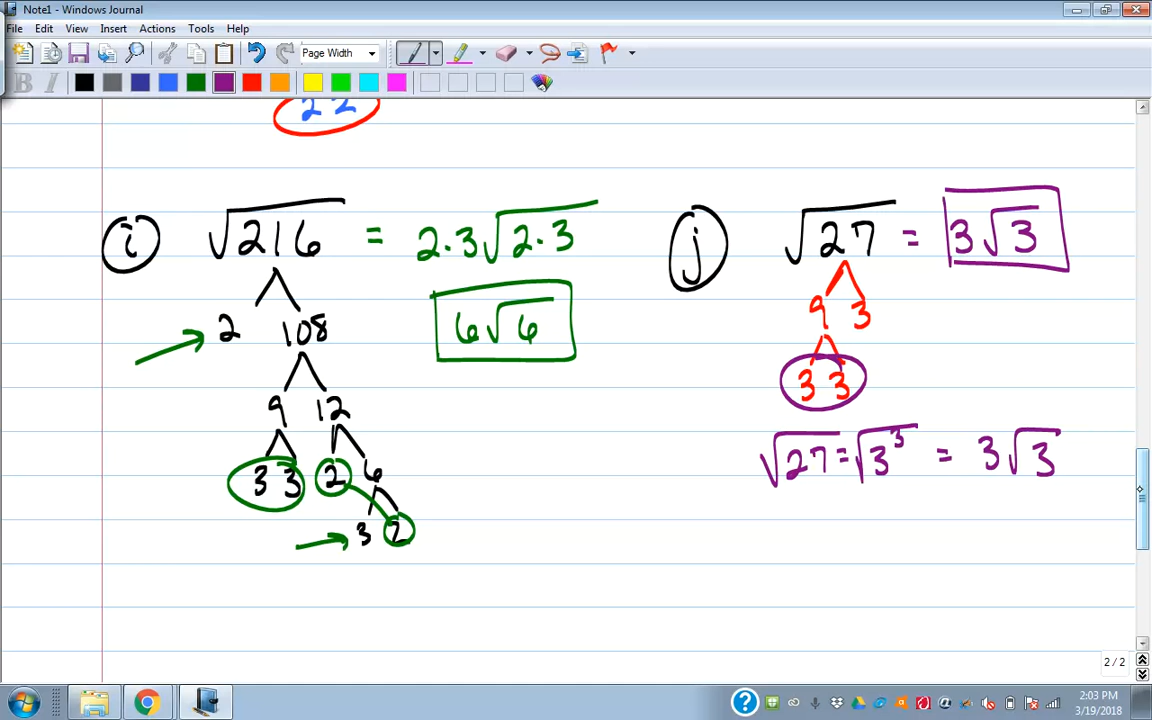 Note1 - Windows Journal
File Edit View Insert Actions Tools Help
Page Width
B I
2 2
i √216 = 2·3√2·3
6√6
2 108
9 12
3 3 2 6
3 2
j √27 = 3√3
9 3
3 3
√27 = √3³ = 3√3
2 / 2
2:03 PM
3/19/2018